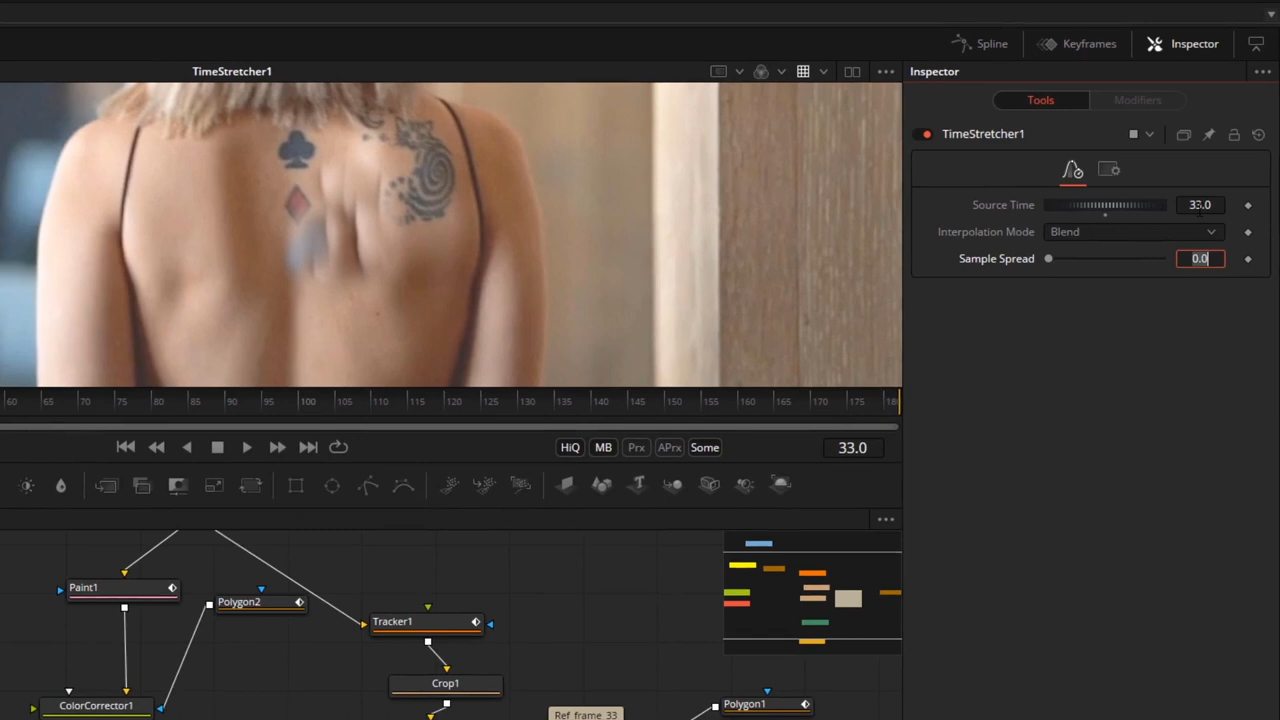 Spline
Keyframes
Inspector
TimeStretcher1
Inspector
Tools
Modifiers
TimeStretcher1
Source Time
33.0
Interpolation Mode
Blend
Sample Spread
0.0
60 65 70 75 80 85 90 95 100 105 110 115 120 125 130 135 140 145 150 155 160 165 170 175 180
HiQ
MB
Prx
APrx
Some
33.0
Paint1
Polygon2
Tracker1
Crop1
ColorCorrector1
Ref frame 33
Polygon1